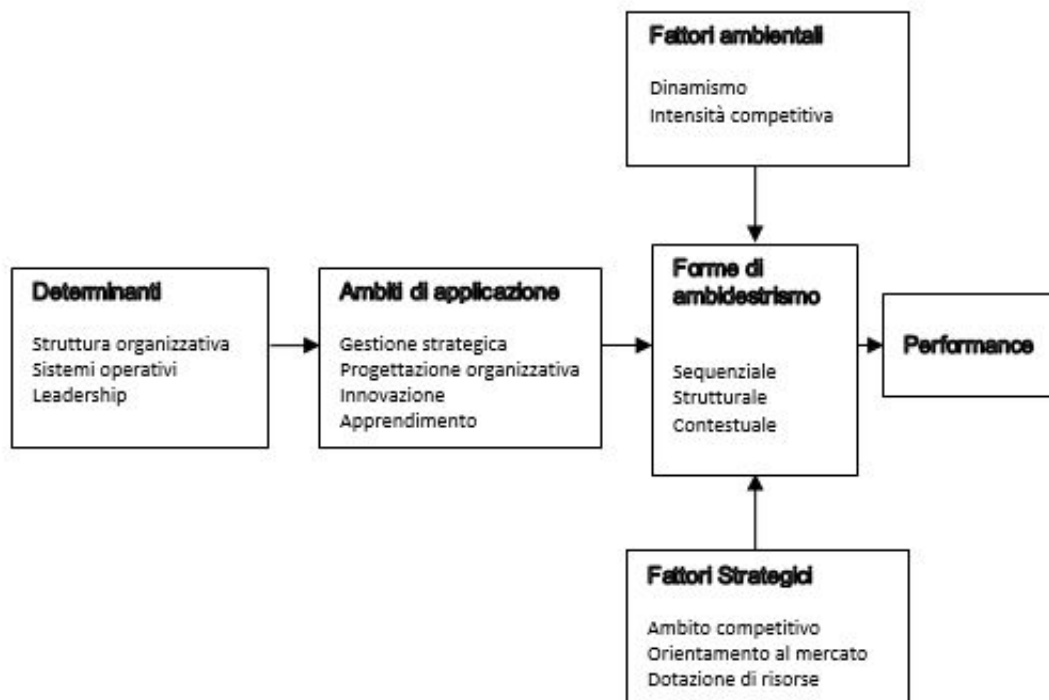 Fattori ambientali
Dinamismo
Intensità competitiva
Determinanti
Struttura organizzativa
Sistemi operativi
Leadership
Ambiti di applicazione
Gestione strategica
Progettazione organizzativa
Innovazione
Apprendimento
Forme di
ambidestrismo
Sequenziale
Strutturale
Contestuale
Performance
Fattori Strategici
Ambito competitivo
Orientamento al mercato
Dotazione di risorse